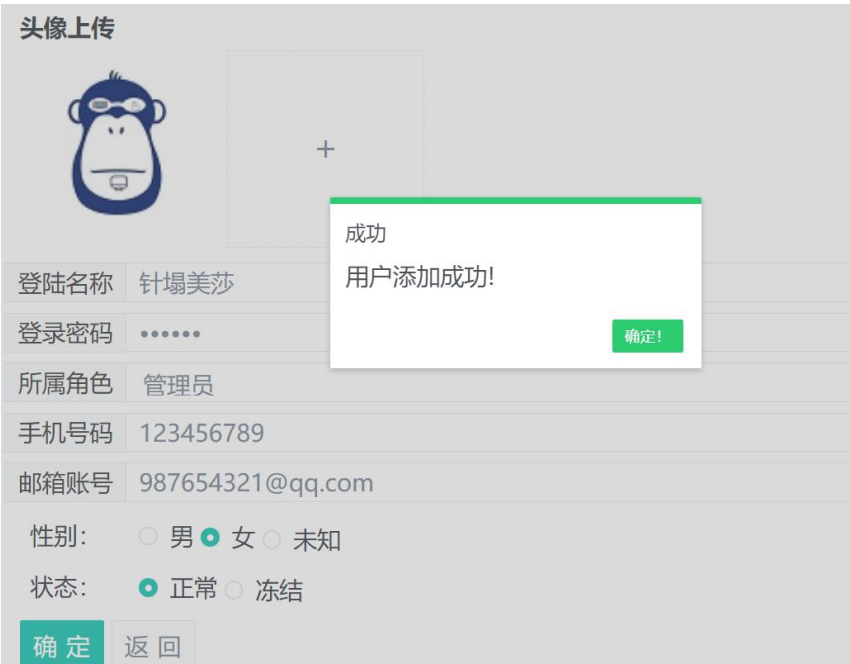 头像上传
+
成功
用户添加成功!
确定!
登陆名称 针塌美莎
登录密码 ••••••
所属角色 管理员
手机号码 123456789
邮箱账号 987654321@qq.com
性别: 男 女 未知
状态: 正常 冻结
确 定 返 回